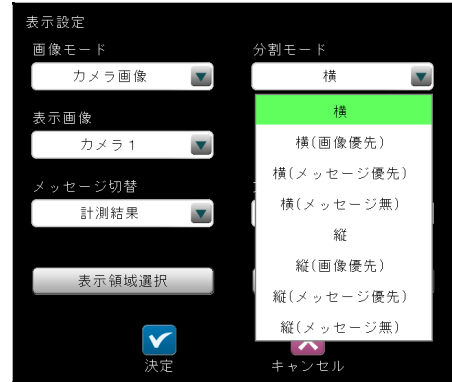 表示設定
画像モード
カメラ画像
分割モード
横
表示画像
カメラ1
メッセージ切替
計測結果
表示領域選択
横
横(画像優先)
横(メッセージ優先)
横(メッセージ無)
縦
縦(画像優先)
縦(メッセージ優先)
縦(メッセージ無)
決定
キャンセル